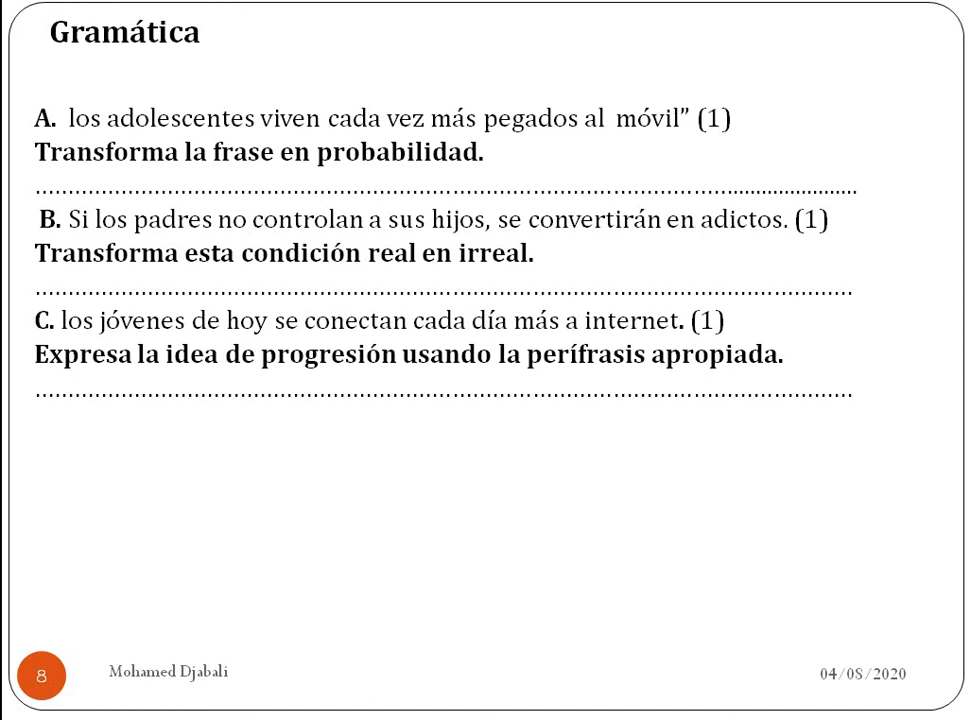 Gramática
A. los adolescentes viven cada vez más pegados al móvil” (1)
Transforma la frase en probabilidad.
................................................................................................................................
B. Si los padres no controlan a sus hijos, se convertirán en adictos. (1)
Transforma esta condición real en irreal.
................................................................................................................................
C. los jóvenes de hoy se conectan cada día más a internet. (1)
Expresa la idea de progresión usando la perífrasis apropiada.
................................................................................................................................
8 Mohamed Djabali 04/08/2020